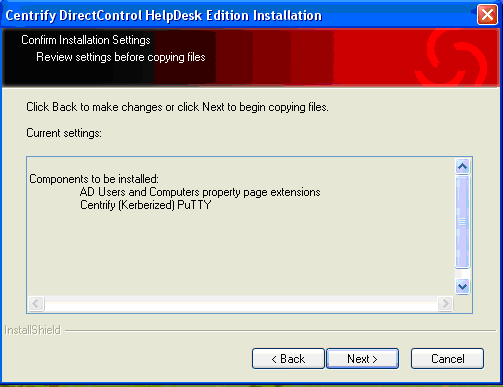 Centrify DirectControl HelpDesk Edition Installation
Confirm Installation Settings
Review settings before copying files
Click Back to make changes or click Next to begin copying files.
Current settings:
Components to be installed:
AD Users and Computers property page extensions
Centrify (Kerberized) PuTTY
InstallShield
< Back
Next >
Cancel